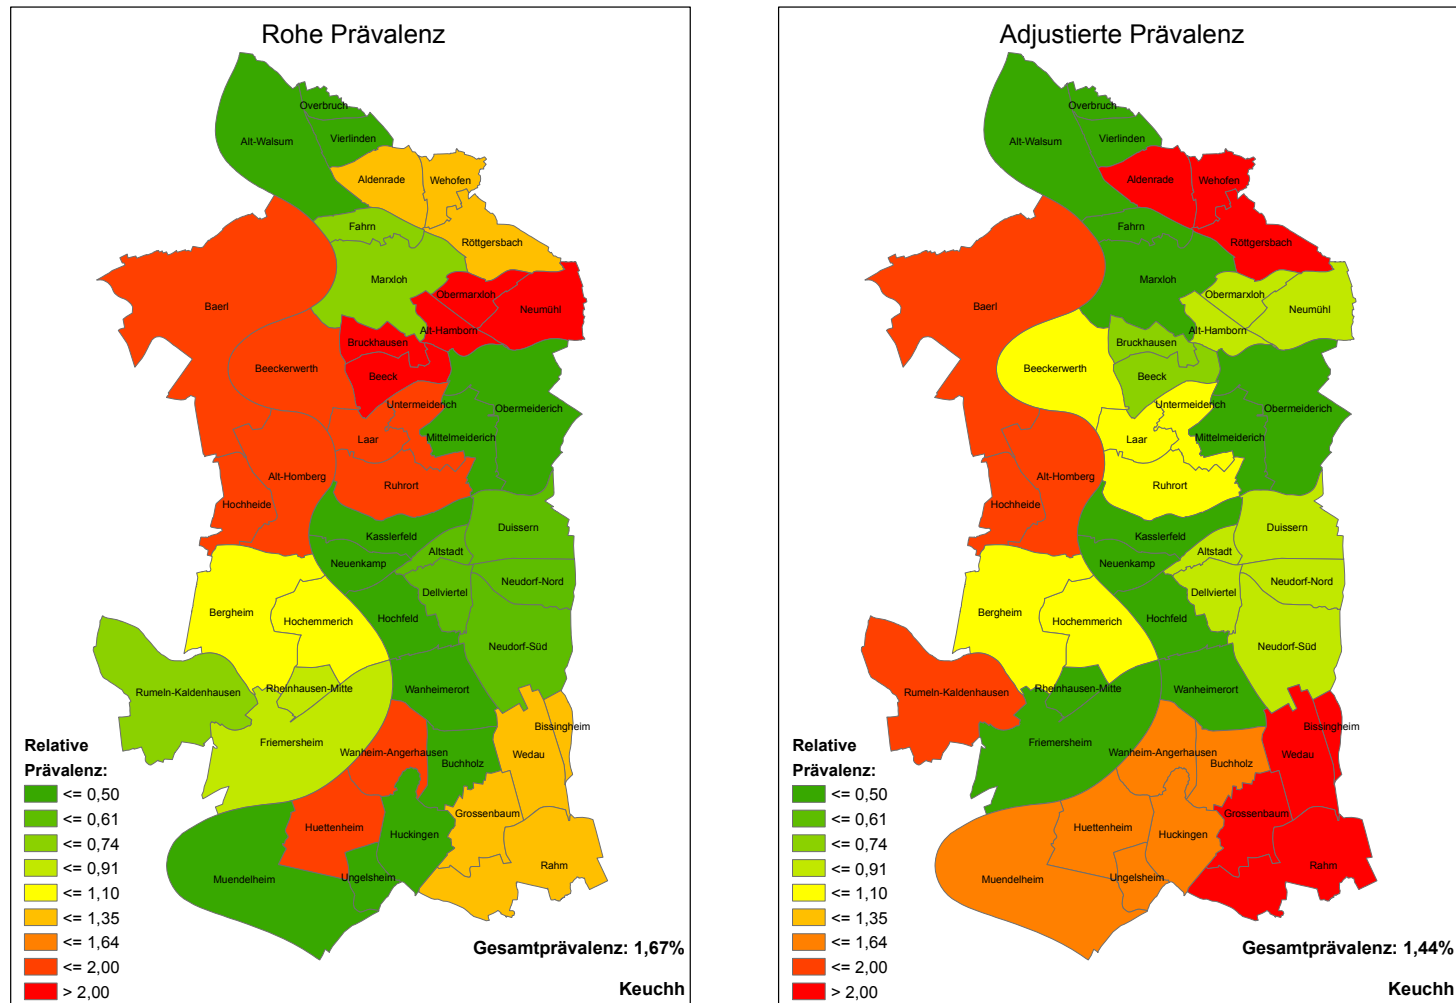 Rohe Prävalenz
Overbruch
Alt-Walsum
Vierlinden
Aldenrade
Wehofen
Fahrn
Röttgersbach
Marxloh
Obermarxloh
Baerl
Neumühl
Alt-Hamborn
Bruckhausen
Beeckerwerth
Beeck
Untermeiderich
Obermeiderich
Laar
Mittelmeiderich
Alt-Homberg
Ruhrort
Hochheide
Kasslerfeld
Duissern
Altstadt
Neuenkamp
Neudorf-Nord
Dellviertel
Bergheim
Hochemmerich
Hochfeld
Neudorf-Süd
Rumeln-Kaldenhausen
Rheinhausen-Mitte
Wanheimerort
Bissingheim
Friemersheim
Wanheim-Angerhausen
Wedau
Buchholz
Grossenbaum
Huettenheim
Huckingen
Rahm
Muendelheim
Ungelsheim
Relative
Prävalenz:
<= 0,50
<= 0,61
<= 0,74
<= 0,91
<= 1,10
<= 1,35
<= 1,64
<= 2,00
> 2,00
Gesamtprävalenz: 1,67%
Keuchh
Adjustierte Prävalenz
Overbruch
Alt-Walsum
Vierlinden
Aldenrade
Wehofen
Fahrn
Röttgersbach
Marxloh
Obermarxloh
Baerl
Neumühl
Alt-Hamborn
Bruckhausen
Beeckerwerth
Beeck
Untermeiderich
Obermeiderich
Laar
Mittelmeiderich
Alt-Homberg
Ruhrort
Hochheide
Kasslerfeld
Duissern
Altstadt
Neuenkamp
Neudorf-Nord
Dellviertel
Bergheim
Hochemmerich
Hochfeld
Neudorf-Süd
Rumeln-Kaldenhausen
Rheinhausen-Mitte
Wanheimerort
Bissingheim
Friemersheim
Wanheim-Angerhausen
Wedau
Buchholz
Grossenbaum
Huettenheim
Huckingen
Rahm
Muendelheim
Ungelsheim
Relative
Prävalenz:
<= 0,50
<= 0,61
<= 0,74
<= 0,91
<= 1,10
<= 1,35
<= 1,64
<= 2,00
> 2,00
Gesamtprävalenz: 1,44%
Keuchh